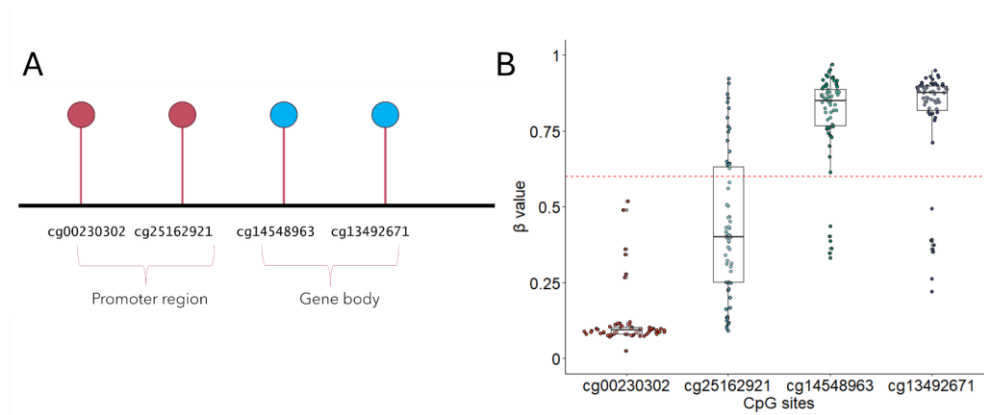 A
cg00230302 cg25162921 cg14548963 cg13492671
Promoter region Gene body
B
β value
1
0.75
0.5
0.25
0
cg00230302 cg25162921 cg14548963 cg13492671
CpG sites